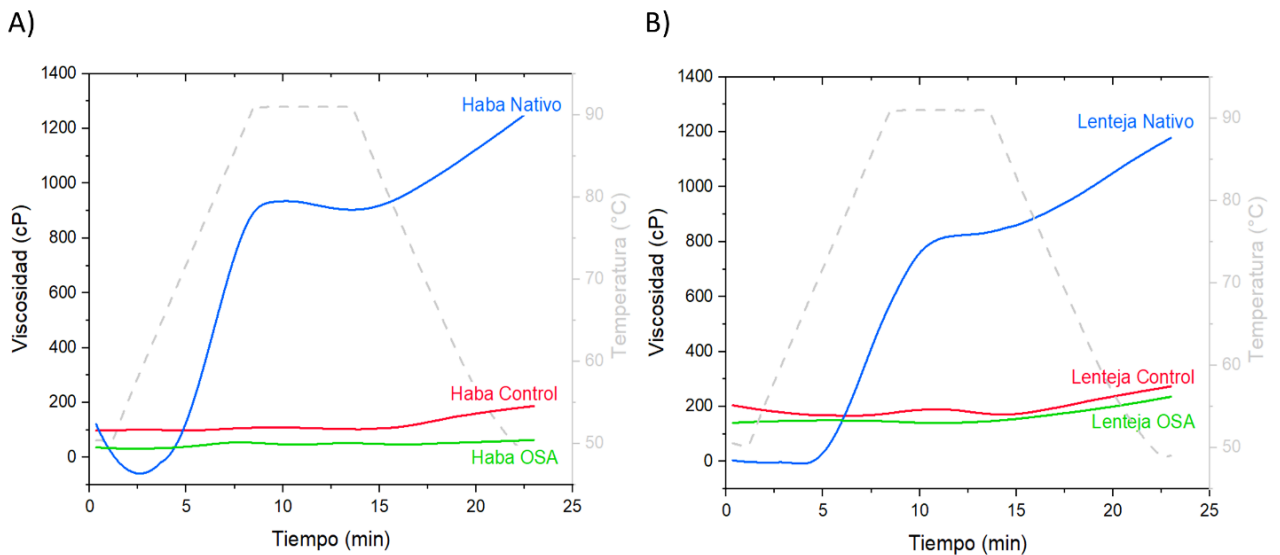 A)
1400
1200
1000
800
600
400
200
0
Viscosidad (cP)
Haba Nativo
Haba Control
Haba OSA
90
80
70
60
50
Temperatura (°C)
0
5
10
15
20
25
Tiempo (min)
B)
1400
1200
1000
800
600
400
200
0
Viscosidad (cP)
Lenteja Nativo
Lenteja Control
Lenteja OSA
90
80
70
60
50
Temperatura (°C)
0
5
10
15
20
25
Tiempo (min)